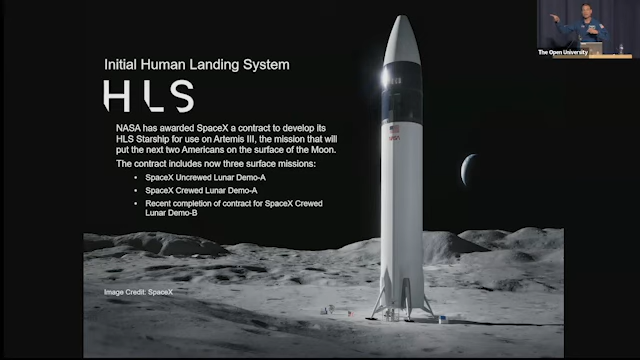 The Open University
Initial Human Landing System
HLS
NASA has awarded SpaceX a contract to develop its
HLS Starship for use on Artemis III, the mission that will
put the next two Americans on the surface of the Moon.
The contract includes now three surface missions:
• SpaceX Uncrewed Lunar Demo-A
• SpaceX Crewed Lunar Demo-A
• Recent completion of contract for SpaceX Crewed
Lunar Demo-B
NASA
Image Credit: SpaceX